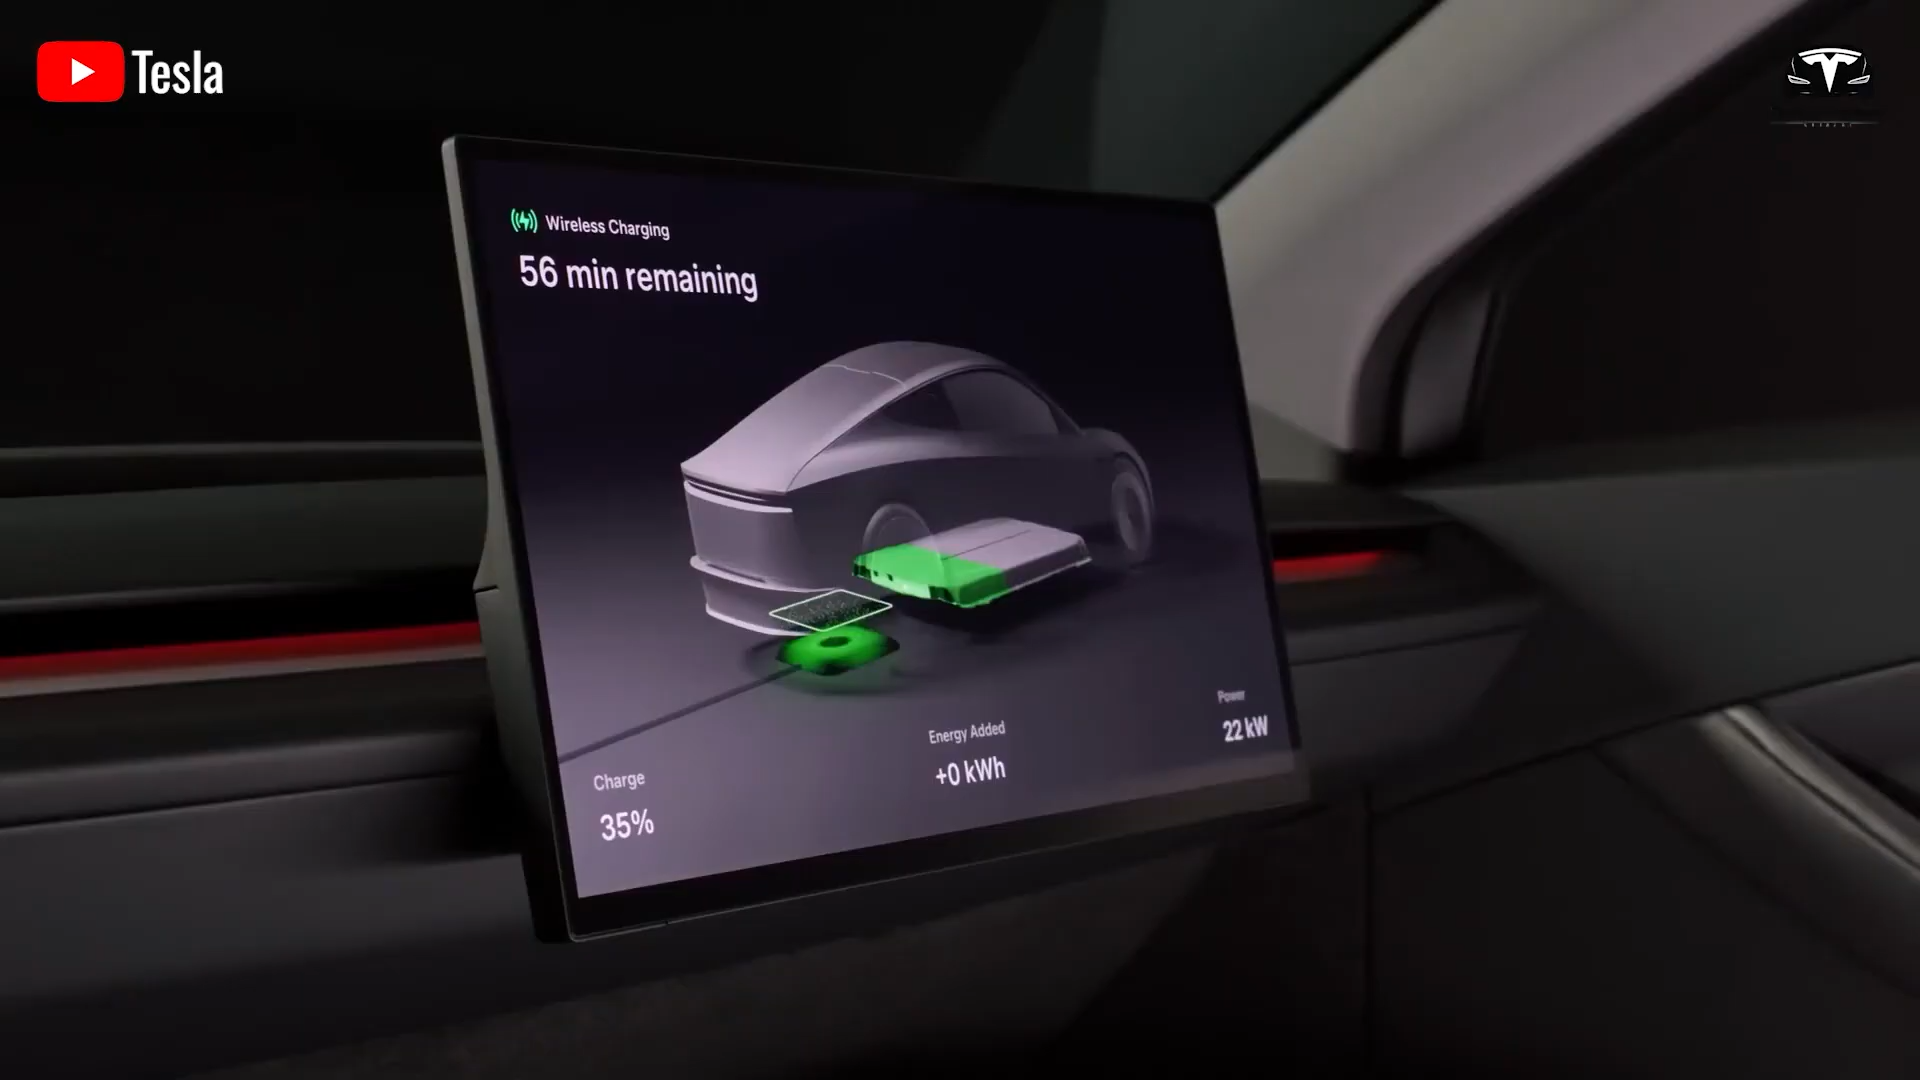 Tesla
Wireless Charging
56 min remaining
Charge
35%
Energy Added
+0 kWh
Power
22 kW